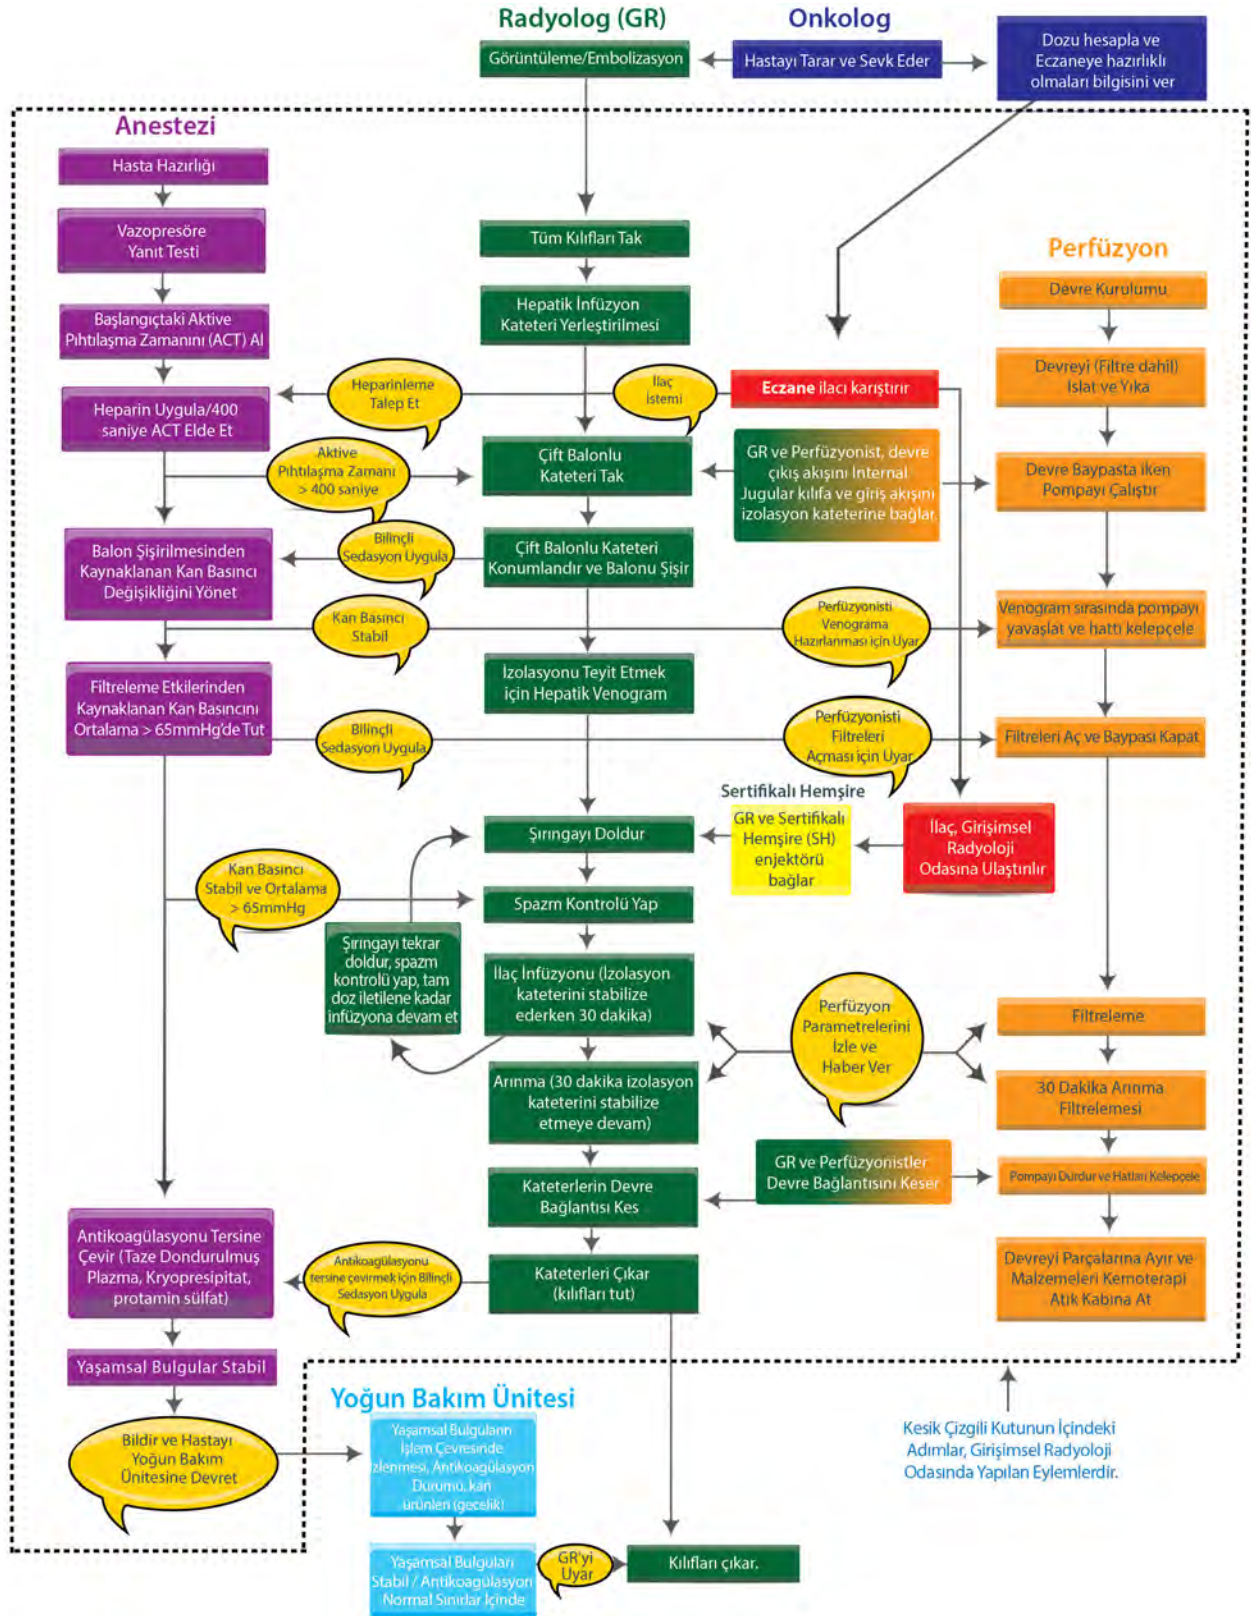 Radyolog (GR)
Onkolog
Görüntüleme/Embolizasyon
Hastayı Tarar ve Sevk Eder
Dozu hesapla ve
Eczaneye hazırlıklı
olmaları bilgisini ver
Anestezi
Hasta Hazırlığı
Vazopresöre
Yanıt Testi
Başlangıçtaki Aktive
Pıhtılaşma Zamanını (ACT) Al
Heparin Uygula/400
saniye ACT Elde Et
Balon Şişirilmesinden
Kaynaklanan Kan Basıncı
Değişikliğini Yönet
Filtreleme Etkilerinden
Kaynaklanan Kan Basıncını
Ortalama > 65mmHg'de Tut
Antikoagülasyonu Tersine
Çevir (Taze Dondurulmuş
Plazma, Kryopresipitat,
protamin sülfat)
Yaşamsal Bulgular Stabil
Bildir ve Hastayı
Yoğun Bakım
Ünitesine Devret
Heparinleme
Talep Et
İlaç
İstemi
Aktive
Pıhtılaşma Zamanı
> 400 saniye
Bilinçli
Sedasyon Uygula
Kan Basıncı
Stabil
Bilinçli
Sedasyon Uygula
Kan Basıncı
Stabil ve Ortalama
> 65mmHg
Şırıngayı tekrar
doldur, spazm
kontrolü yap, tam
doz iletilene kadar
infüzyona devam et
Antikoagülasyonu
tersine çevirmek için Bilinçli
Sedasyon Uygula
Tüm Kılıfları Tak
Hepatik İnfüzyon
Kateteri Yerleştirilmesi
Çift Balonlu
Kateteri Tak
Çift Balonlu Kateteri
Konumlandır ve Balonu Şişir
İzolasyonu Teyit Etmek
için Hepatik Venogram
Şırıngayı Doldur
Spazm Kontrolü Yap
İlaç İnfüzyonu (İzolasyon
kateterini stabilize
ederken 30 dakika)
Arınma (30 dakika izolasyon
kateterini stabilize
etmeye devam)
Kateterlerin Devre
Bağlantısı Kes
Kateterleri Çıkar
(kılıfları tut)
Eczane ilacı karıştırır
GR ve Perfüzyonist, devre
çıkış akışını Internal
Jugular kılıfa ve giriş akışını
izolasyon kateterine bağlar.
Perfüzyonisti
Venograma
Hazırlanması için Uyar
Perfüzyonisti
Filtreleri
Açması için Uyar
Sertifikalı Hemşire
GR ve Sertifikalı
Hemşire (SH)
enjektörü
bağlar
İlaç, Girişimsel
Radyoloji
Odasına Ulaştırılır
Perfüzyon
Parametrelerini
İzle ve
Haber Ver
GR ve Perfüzyonistler
Devre Bağlantısını Keser
Perfüzyon
Devre Kurulumu
Devreyi (Filtre dahil)
Islat ve Yıka
Devre Baypasta iken
Pompayı Çalıştır
Venogram sırasında pompayı
yavaşlat ve hattı kelepçele
Filtreleri Aç ve Baypası Kapat
Filtreleme
30 Dakika Arınma
Filtrelemesi
Pompayı Durdur ve Hatları Kelepçele
Devreyi Parçalarına Ayır ve
Malzemeleri Kemoterapi
Atık Kabına At
Yoğun Bakım Ünitesi
Yaşamsal Bulguların
İşlem Çevresinde
İzlenmesi, Antikoagülasyon
Durumu, kan
ürünleri (gecelik)
Yaşamsal Bulguları
Stabil / Antikoagülasyon
Normal Sınırlar İçinde
GR'yi
Uyar
Kılıfları çıkar.
Kesik Çizgili Kutunun İçindeki
Adımlar, Girişimsel Radyoloji
Odasında Yapılan Eylemlerdir.